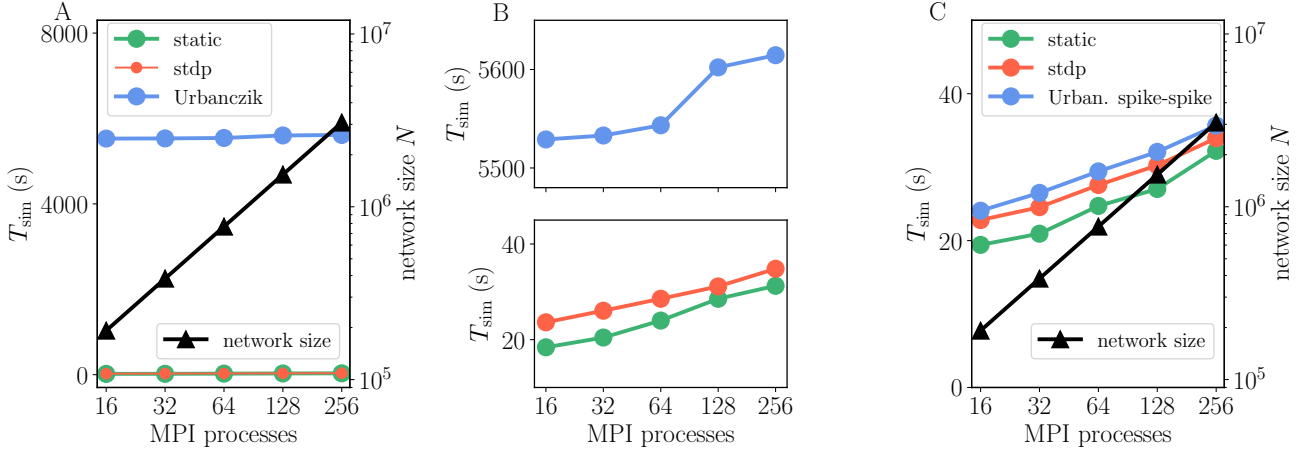 A
8000
4000
0
T_sim (s)
static
stdp
Urbanczik
network size
10^7
10^6
10^5
network size N
16 32 64 128 256
MPI processes
B
5600
5500
T_sim (s)
40
20
T_sim (s)
16 32 64 128 256
MPI processes
C
40
20
0
T_sim (s)
static
stdp
Urban. spike-spike
network size
10^7
10^6
10^5
network size N
16 32 64 128 256
MPI processes